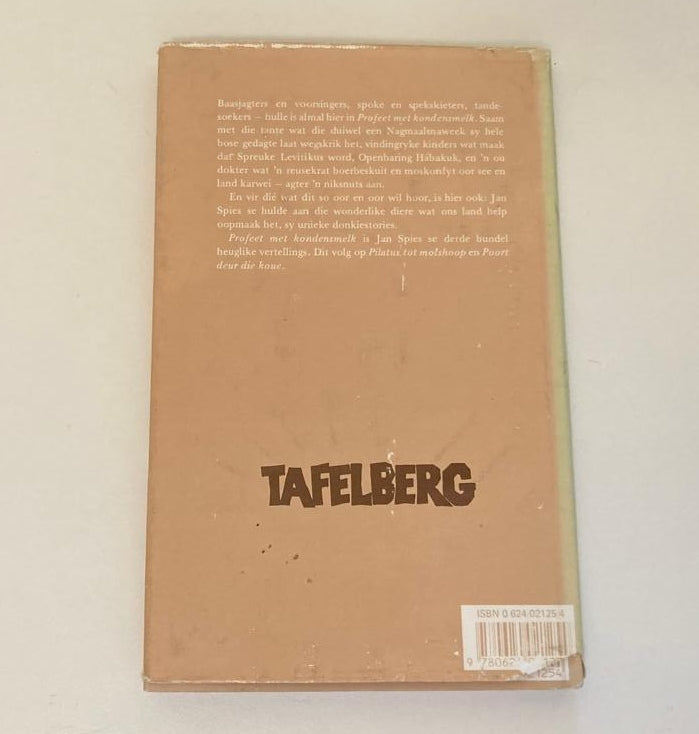 Baasjagters en voorsingers, spoke en spekskieters, tande-
soekers – hulle is almal hier in Profeet met kondensmelk. Saam
met die tante wat die duiwel een Nagmaalsnaweek sy hele
bose gedagte laat wegskrik het, vindingryke kinders wat maak
dat Spreuke Levitikus word, Openbaring Habakuk, en 'n ou
dokter wat 'n reusekrat boerbeskuit en moskonfyt oor see en
land karwei – agter 'n niksnuts aan.
En vir dié wat dit so oor en oor wil hoor, is hier ook: Jan
Spies se hulde aan die wonderlike diere wat ons land help
oopmaak het, sy unieke donkiestories.
Profeet met kondensmelk is Jan Spies se derde bundel
heuglike vertellings. Dit volg op Pilatus tot molshoop en Poort
deur die koue.
TAFELBERG
ISBN 0 624 02125 4